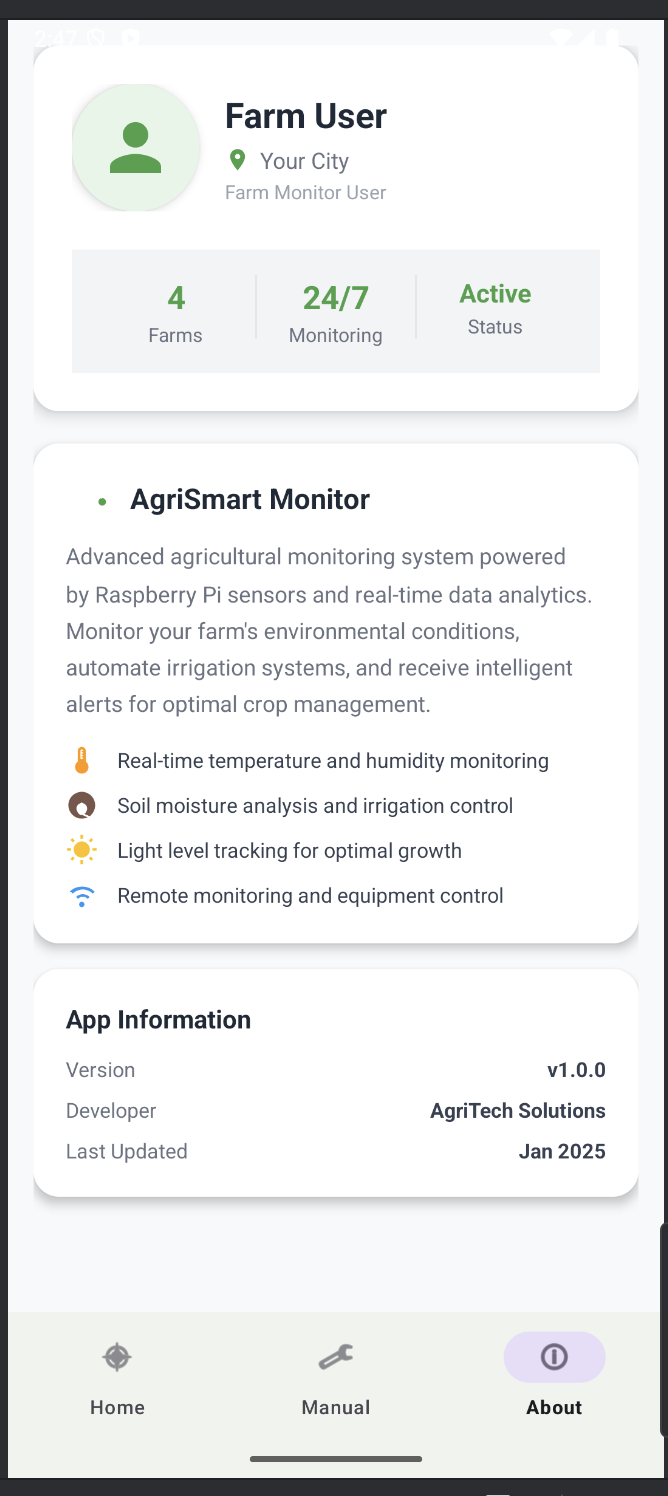 2:47
Farm User
Your City
Farm Monitor User
4
Farms
24/7
Monitoring
Active
Status
AgriSmart Monitor
Advanced agricultural monitoring system powered
by Raspberry Pi sensors and real-time data analytics.
Monitor your farm's environmental conditions,
automate irrigation systems, and receive intelligent
alerts for optimal crop management.
Real-time temperature and humidity monitoring
Soil moisture analysis and irrigation control
Light level tracking for optimal growth
Remote monitoring and equipment control
App Information
Version v1.0.0
Developer AgriTech Solutions
Last Updated Jan 2025
Home Manual About